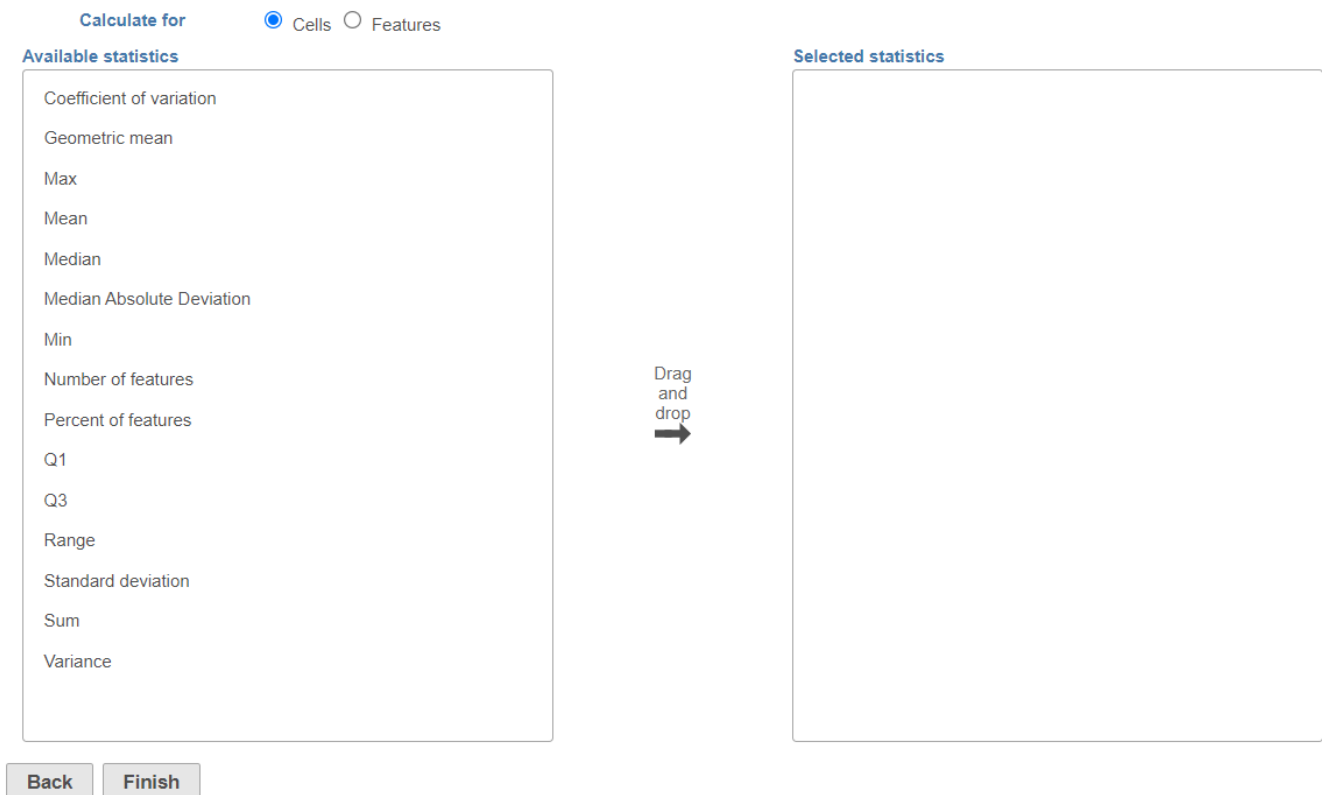 Calculate for Cells Features
Available statistics Selected statistics
Coefficient of variation
Geometric mean
Max
Mean
Median
Median Absolute Deviation
Min
Number of features
Percent of features
Q1
Q3
Range
Standard deviation
Sum
Variance
Drag
and
drop
Back Finish